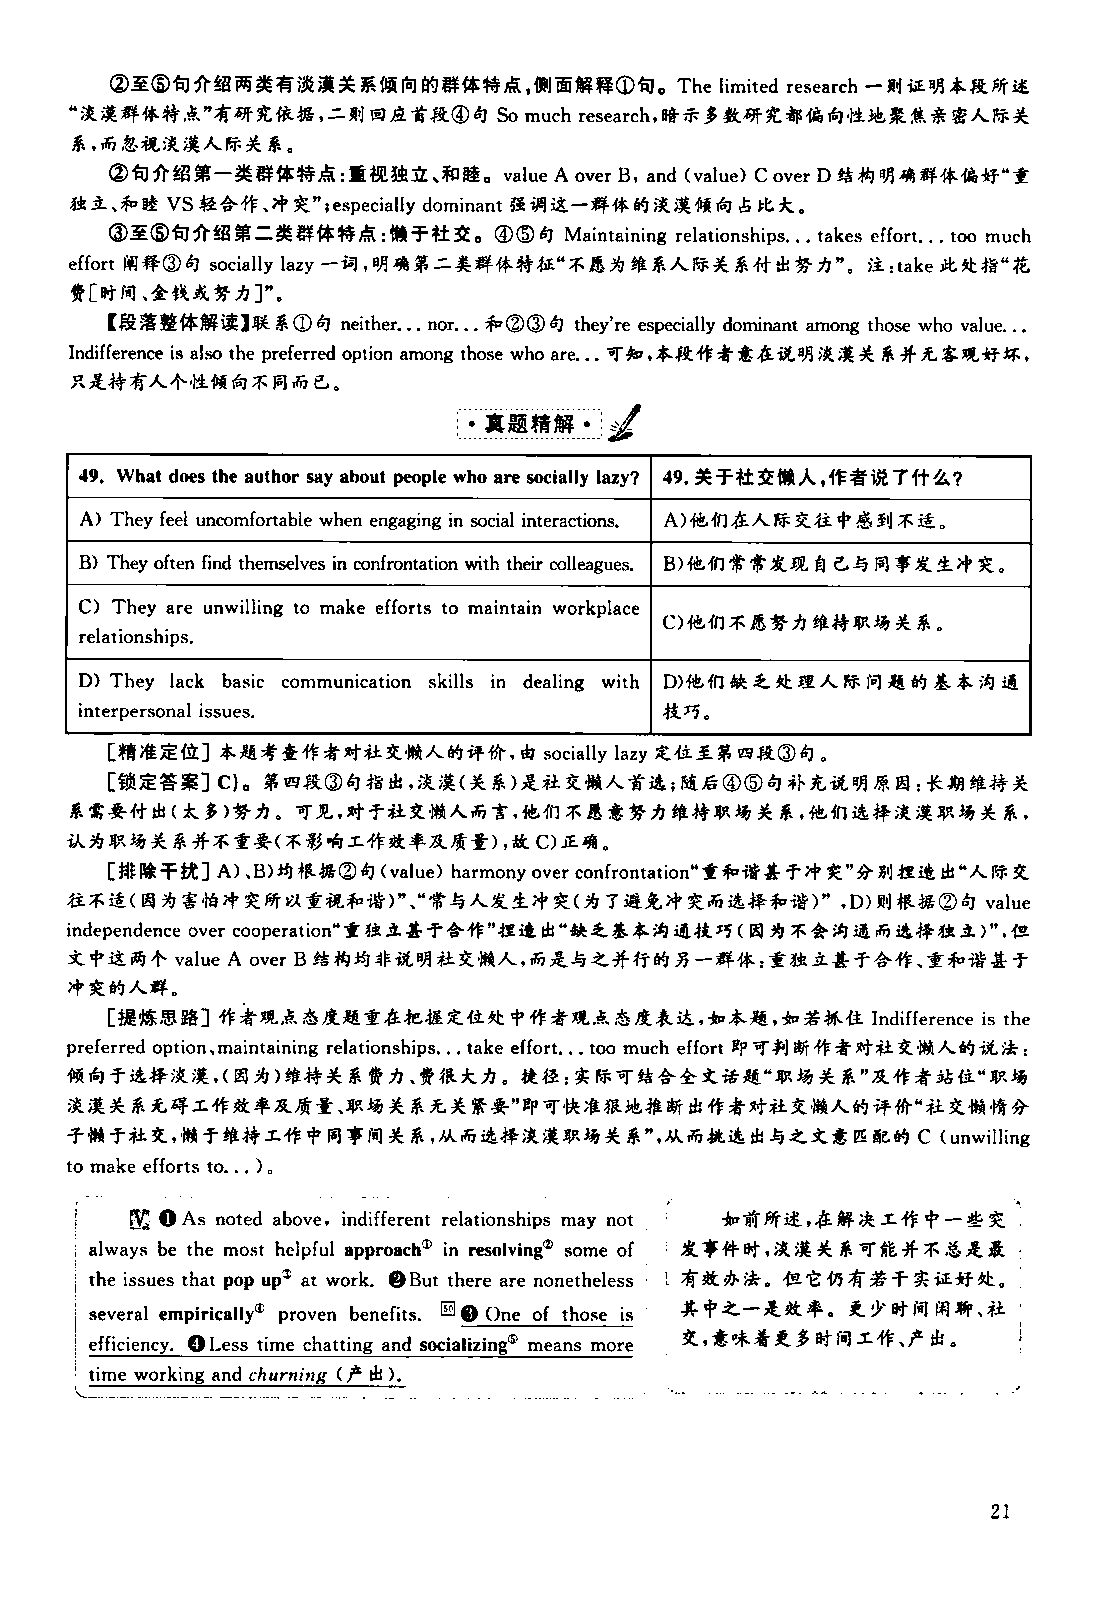 ②至⑤句介绍两类有淡漠关系倾向的群体特点,侧面解释①句。The limited research 一则证明本段所述
“淡漠群体特点”有研究依据,二则回应首段④句 So much research,暗示多数研究都偏向性地聚焦亲密人际关
系,而忽视淡漠人际关系。
②句介绍第一类群体特点:重视独立、和睦。value A over B, and (value) C over D 结构明确群体偏好“重
独立、和睦 VS 轻合作、冲突”;especially dominant 强调这一群体的淡漠倾向占比大。
③至⑤句介绍第二类群体特点:懒于社交。④⑤句 Maintaining relationships... takes effort... too much
effort 阐释③句 socially lazy 一词,明确第二类群体特征“不愿为维系人际关系付出努力”。注:take 此处指“花
费[时间、金钱或努力]”。
【段落整体解读】联系①句 neither... nor... 和②③句 they're especially dominant among those who value...
Indifference is also the preferred option among those who are... 可知,本段作者意在说明淡漠关系并无客观好坏,
只是持有人个性倾向不同而已。
·真题精解·
49. What does the author say about people who are socially lazy?
49.关于社交懒人,作者说了什么?
A) They feel uncomfortable when engaging in social interactions.
A)他们在人际交往中感到不适。
B) They often find themselves in confrontation with their colleagues.
B)他们常常发现自己与同事发生冲突。
C) They are unwilling to make efforts to maintain workplace
relationships.
C)他们不愿努力维持职场关系。
D) They lack basic communication skills in dealing with
interpersonal issues.
D)他们缺乏处理人际问题的基本沟通
技巧。
[精准定位] 本题考查作者对社交懒人的评价,由 socially lazy 定位至第四段③句。
[锁定答案] C)。第四段③句指出,淡漠(关系)是社交懒人首选;随后④⑤句补充说明原因:长期维持关
系需要付出(太多)努力。可见,对于社交懒人而言,他们不愿意努力维持职场关系,他们选择淡漠职场关系,
认为职场关系并不重要(不影响工作效率及质量),故 C)正确。
[排除干扰] A)、B)均根据②句(value) harmony over confrontation“重和谐甚于冲突”分别捏造出“人际交
往不适(因为害怕冲突所以重视和谐)”、“常与人发生冲突(为了避免冲突而选择和谐)”,D)则根据②句 value
independence over cooperation“重独立甚于合作”捏造出“缺乏基本沟通技巧(因为不会沟通而选择独立)”,但
文中这两个 value A over B 结构均非说明社交懒人,而是与之并行的另一群体:重独立甚于合作、重和谐甚于
冲突的人群。
[提炼思路] 作者观点态度题重在把握定位处中作者观点态度表达,如本题,如若抓住 Indifference is the
preferred option、maintaining relationships... take effort... too much effort 即可判断作者对社交懒人的说法:
倾向于选择淡漠,(因为)维持关系费力、费很大力。捷径:实际可结合全文话题“职场关系”及作者站位“职场
淡漠关系无碍工作效率及质量、职场关系无关紧要”即可快准狠地推断出作者对社交懒人的评价“社交懒惰分
子懒于社交,懒于维持工作中同事间关系,从而选择淡漠职场关系”,从而挑选出与之文意匹配的 C (unwilling
to make efforts to...)。
Ⅴ ❶As noted above, indifferent relationships may not
always be the most helpful approach① in resolving② some of
the issues that pop up③ at work. ❷But there are nonetheless
several empirically④ proven benefits. 50 ❸One of those is
efficiency. ❹Less time chatting and socializing⑤ means more
time working and churning (产出).
如前所述,在解决工作中一些突
发事件时,淡漠关系可能并不总是最
有效办法。但它仍有若干实证好处。
其中之一是效率。更少时间闲聊、社
交,意味着更多时间工作、产出。
21